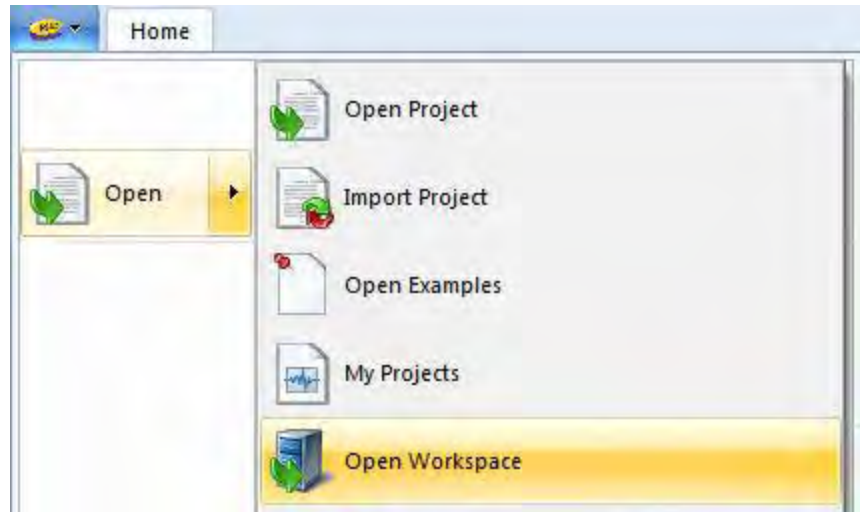 Home
Open Project
Open
Import Project
Open Examples
My Projects
Open Workspace